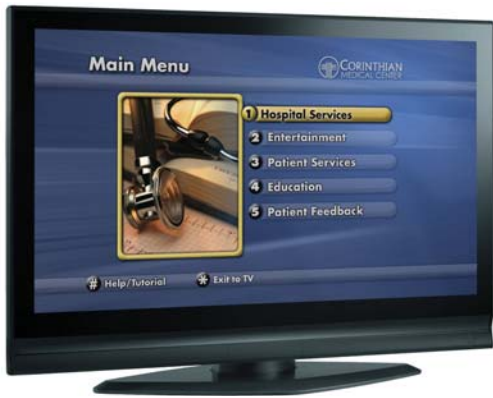 Main Menu
CORINTHIAN
MEDICAL CENTER
1 Hospital Services
2 Entertainment
3 Patient Services
4 Education
5 Patient Feedback
# Help/Tutorial
* Exit to TV